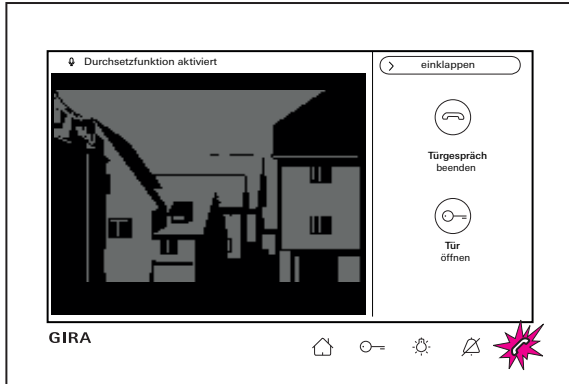 Durchsetzfunktion aktiviert
einklappen
Türgespräch
beenden
Tür
öffnen
GIRA